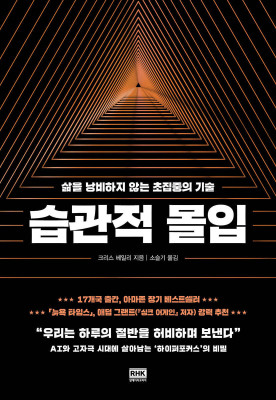 삶을 낭비하지 않는 초집중의 기술
습관적 몰입
크리스 베일리 지음 | 소슬기 옮김
*** 17개국 출간, 아마존 장기 베스트셀러 ***
*** 「뉴욕 타임스」, 애덤 그랜트(『싱크 어게인』 저자) 강력 추천 ***
“우리는 하루의 절반을 허비하며 보낸다”
AI와 고자극 시대에 살아남는 ‘하이퍼포커스’의 비밀
RHK